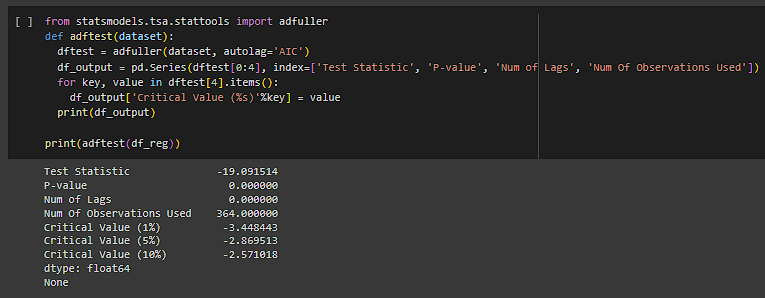 [ ] from statsmodels.tsa.stattools import adfuller
def adftest(dataset):
  dftest = adfuller(dataset, autolag='AIC')
  df_output = pd.Series(dftest[0:4], index=['Test Statistic', 'P-value', 'Num of Lags', 'Num Of Observations Used'])
  for key, value in dftest[4].items():
    df_output['Critical Value (%s)'%key] = value
  print(df_output)
print(adftest(df_reg))
Test Statistic -19.091514
P-value 0.000000
Num of Lags 0.000000
Num Of Observations Used 364.000000
Critical Value (1%) -3.448443
Critical Value (5%) -2.869513
Critical Value (10%) -2.571018
dtype: float64
None